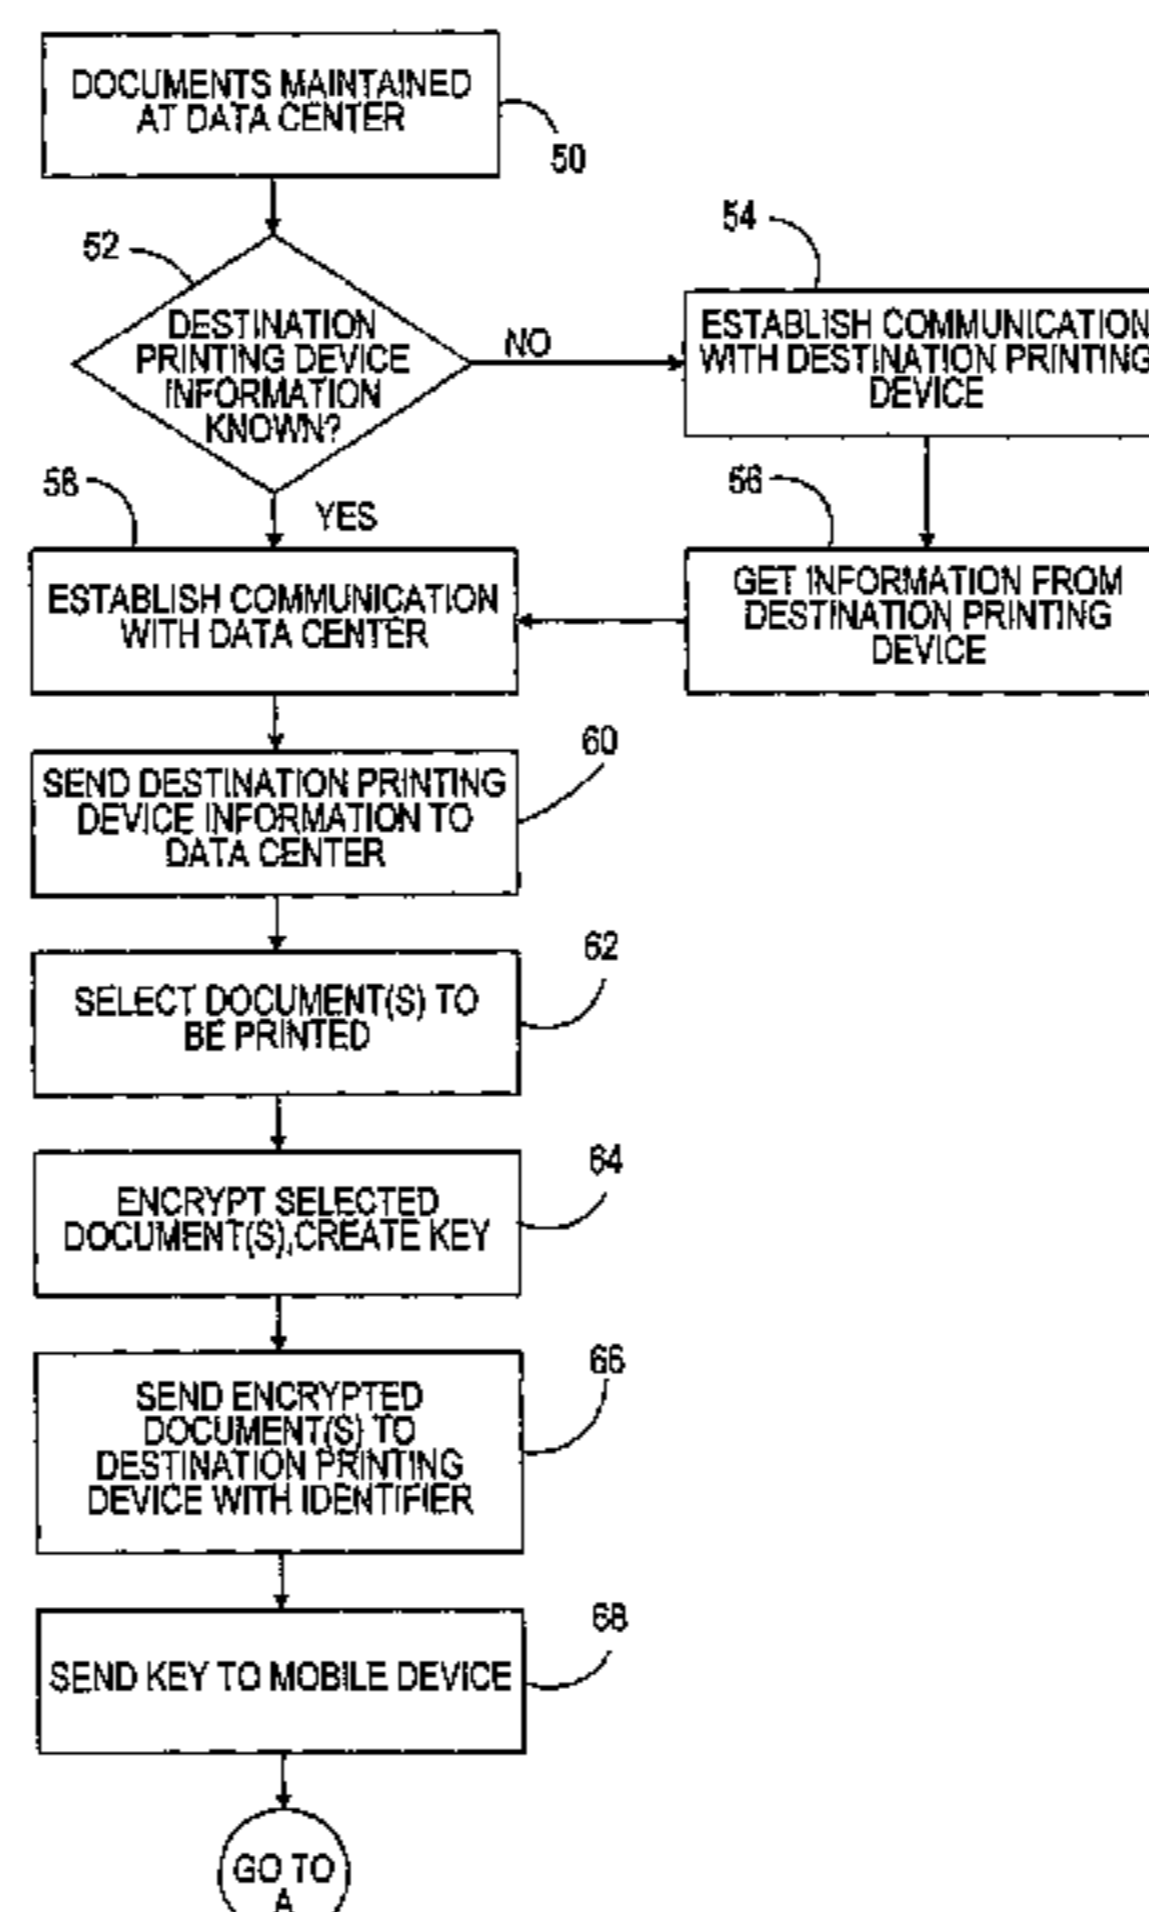 DOCUMENTS MAINTAINED
AT DATA CENTER
50
52
DESTINATION
PRINTING DEVICE
INFORMATION
KNOWN?
NO
54
ESTABLISH COMMUNICATION
WITH DESTINATION PRINTING
DEVICE
YES
56
GET INFORMATION FROM
DESTINATION PRINTING
DEVICE
58
ESTABLISH COMMUNICATION
WITH DATA CENTER
60
SEND DESTINATION PRINTING
DEVICE INFORMATION TO
DATA CENTER
62
SELECT DOCUMENT(S) TO
BE PRINTED
64
ENCRYPT SELECTED
DOCUMENT(S),CREATE KEY
66
SEND ENCRYPTED
DOCUMENT(S) TO
DESTINATION PRINTING
DEVICE WITH IDENTIFIER
68
SEND KEY TO MOBILE DEVICE
GO TO
A